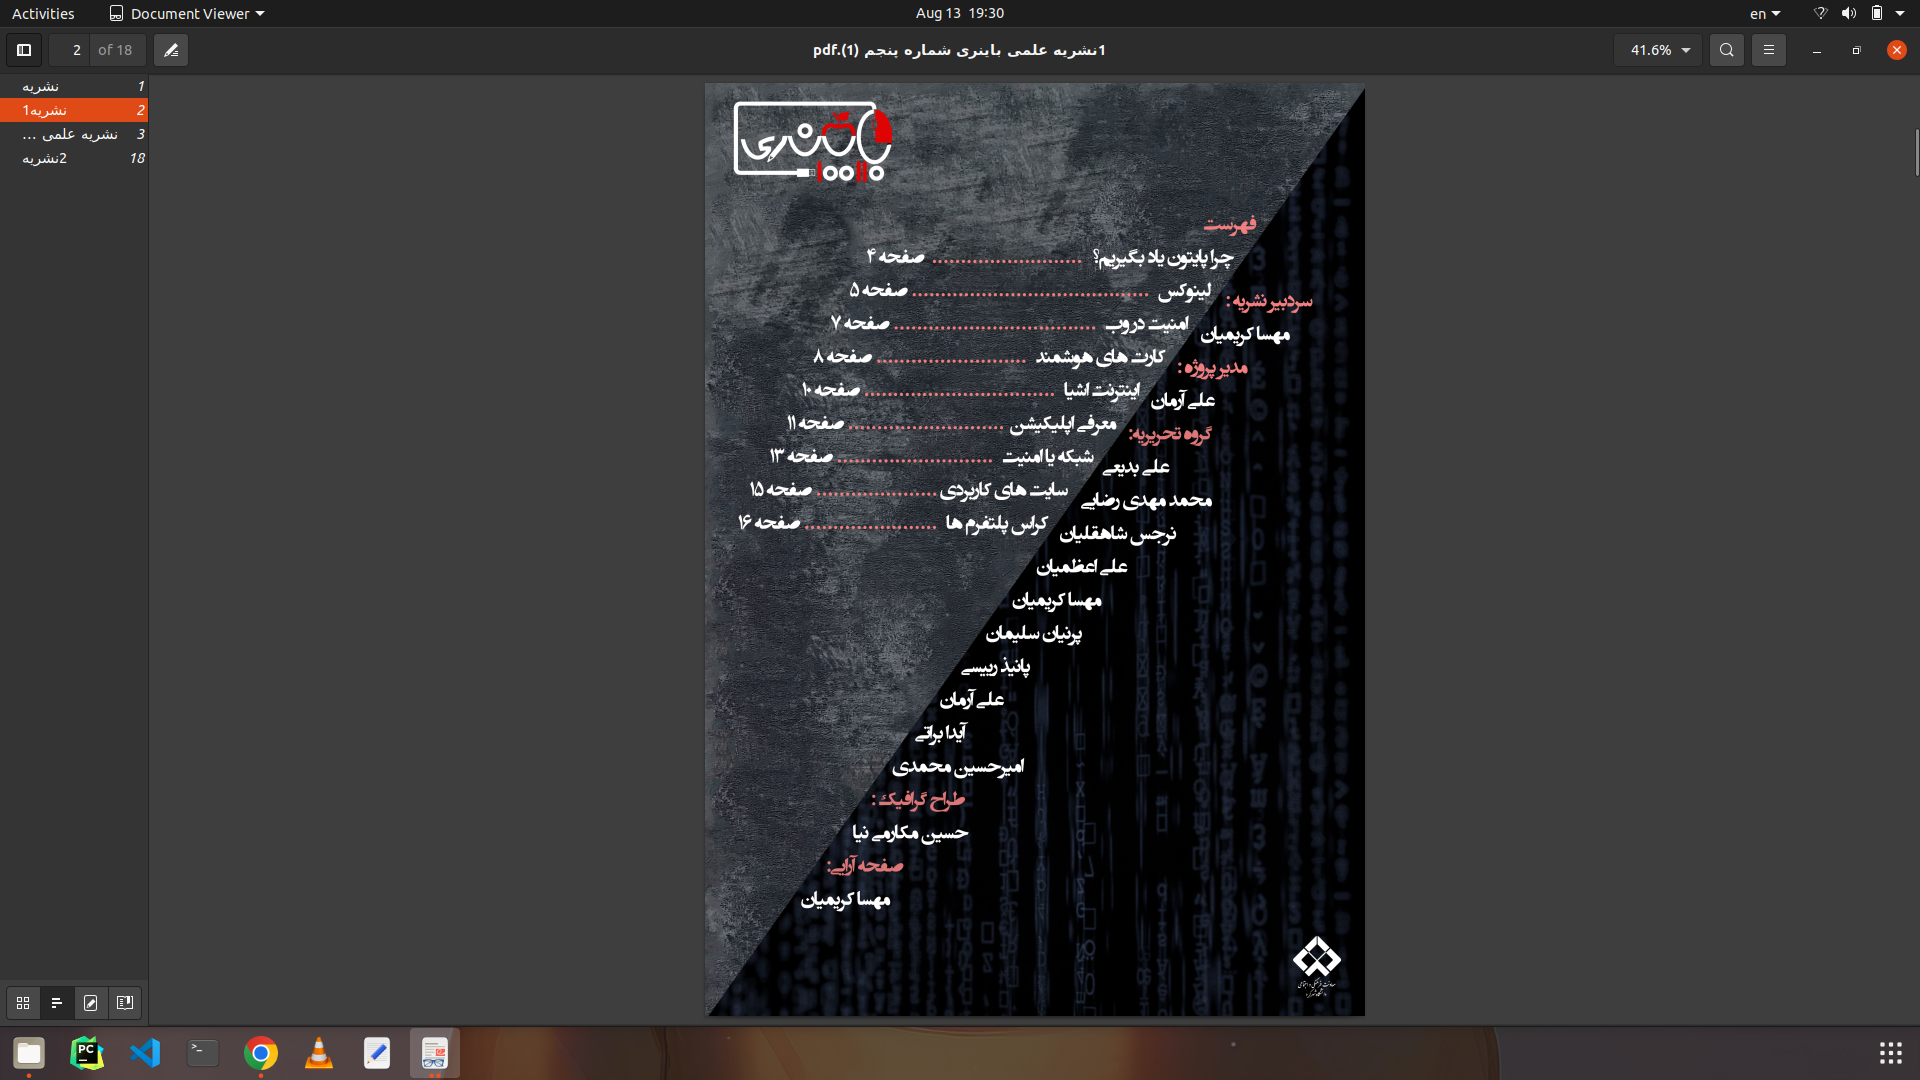 Activities
Document Viewer
Aug 13 19:30
en
2 of 18
1نشریه علمی باینری شماره پنجم (1).pdf
41.6%
نشریه 1
نشریه1 2
نشریه علمی ... 3
2نشریه 18
باینری
فهرست
چرا پایتون یاد بگیریم؟ .......................... صفحه ۴
لینوکس ......................................... صفحه ۵
امنیت در وب ................................... صفحه ۷
کارت های هوشمند .......................... صفحه ۸
اینترنت اشیا ................................. صفحه ۱۰
معرفی اپلیکیشن ........................... صفحه ۱۱
شبکه یا امنیت ........................... صفحه ۱۳
سایت های کاربردی ..................... صفحه ۱۵
کراس پلتفرم ها ....................... صفحه ۱۶
سردبیر نشریه :
مهسا کریمیان
مدیر پروژه :
علی آرمان
گروه تحریریه:
علی بدیعی
محمد مهدی رضایی
نرجس شاهقلیان
علی اعظمیان
مهسا کریمیان
پرنیان سلیمان
پانیذ رییسی
علی آرمان
آیدا براتی
امیرحسین محمدی
طراح گرافیک :
حسین مکارمی نیا
صفحه آرایی:
مهسا کریمیان